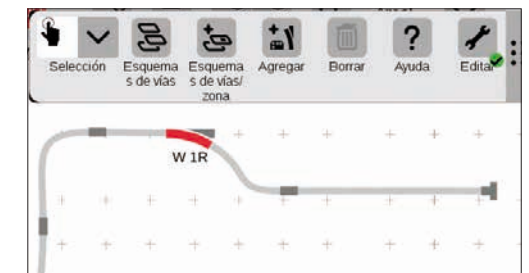 Selección
Esquema
s de vías
Esquema
s de vías/
zona
Agregar
Borrar
?
Ayuda
Editar
W 1R